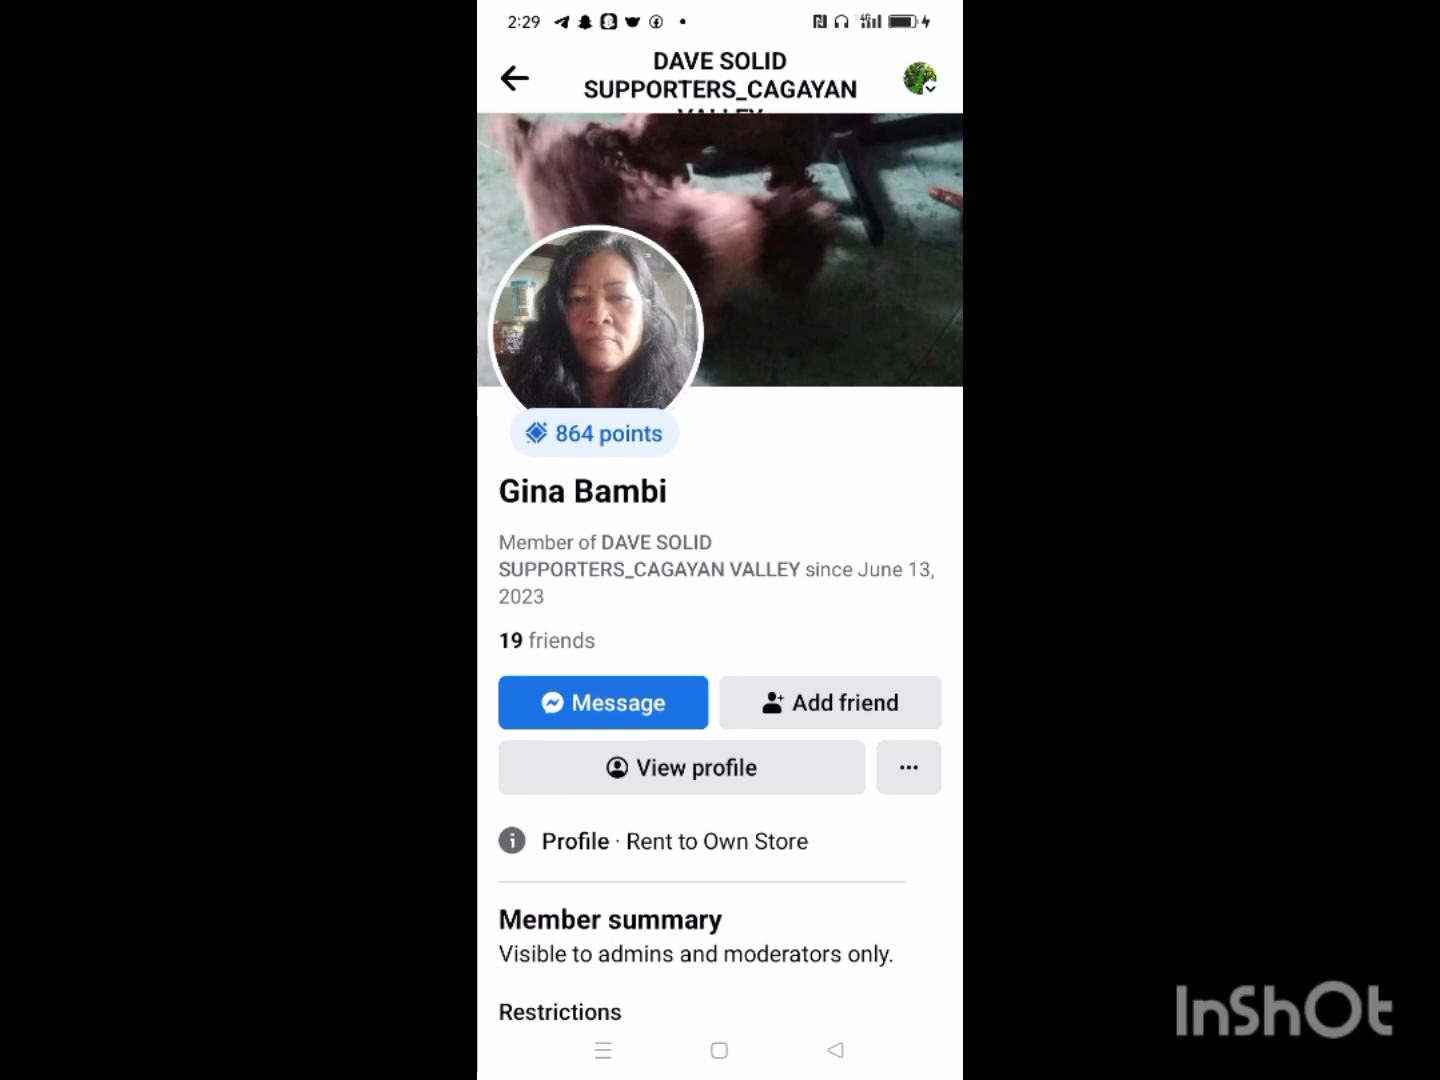 2:29
4G
DAVE SOLID
SUPPORTERS_CAGAYAN
VALLEY
864 points
Gina Bambi
Member of DAVE SOLID
SUPPORTERS_CAGAYAN VALLEY since June 13,
2023
19 friends
Message
Add friend
View profile
Profile · Rent to Own Store
Member summary
Visible to admins and moderators only.
Restrictions
InShOt